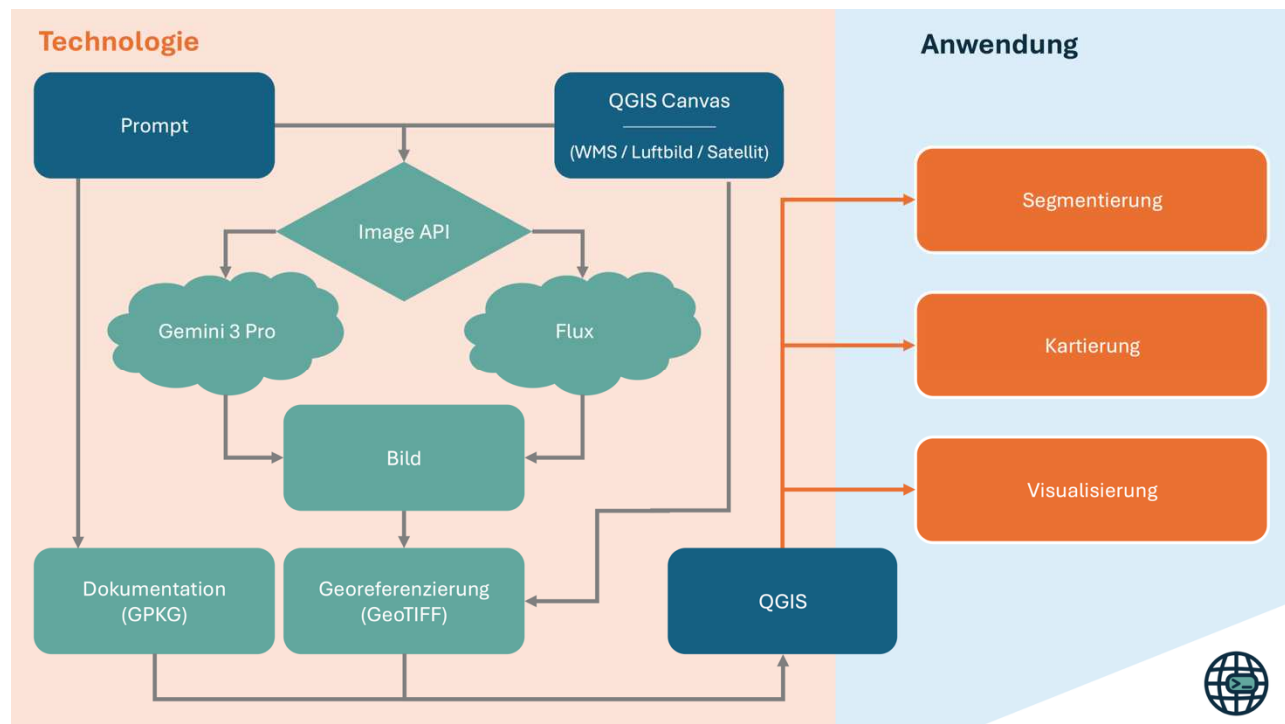 Technologie
Anwendung
Prompt
QGIS Canvas
(WMS / Luftbild / Satellit)
Image API
Gemini 3 Pro
Flux
Bild
Dokumentation
(GPKG)
Georeferenzierung
(GeoTIFF)
QGIS
Segmentierung
Kartierung
Visualisierung
>_